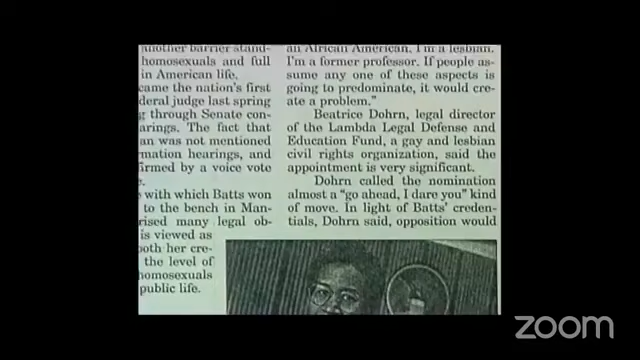 another barrier stand-
homosexuals and full
in American life.
came the nation's first
deral judge last spring
g through Senate con-
arings. The fact that
an was not mentioned
mation hearings, and
firmed by a voice vote
e.
with which Batts won
to the bench in Man-
rised many legal ob-
is viewed as
both her cre-
the level of
homosexuals
public life.
an African American, I'm a lesbian.
I'm a former professor. If people as-
sume any one of these aspects is
going to predominate, it would cre-
ate a problem."
Beatrice Dohrn, legal director
of the Lambda Legal Defense and
Education Fund, a gay and lesbian
civil rights organization, said the
appointment is very significant.
Dohrn called the nomination
almost a "go ahead, I dare you" kind
of move. In light of Batts' creden-
tials, Dohrn said, opposition would
zoom